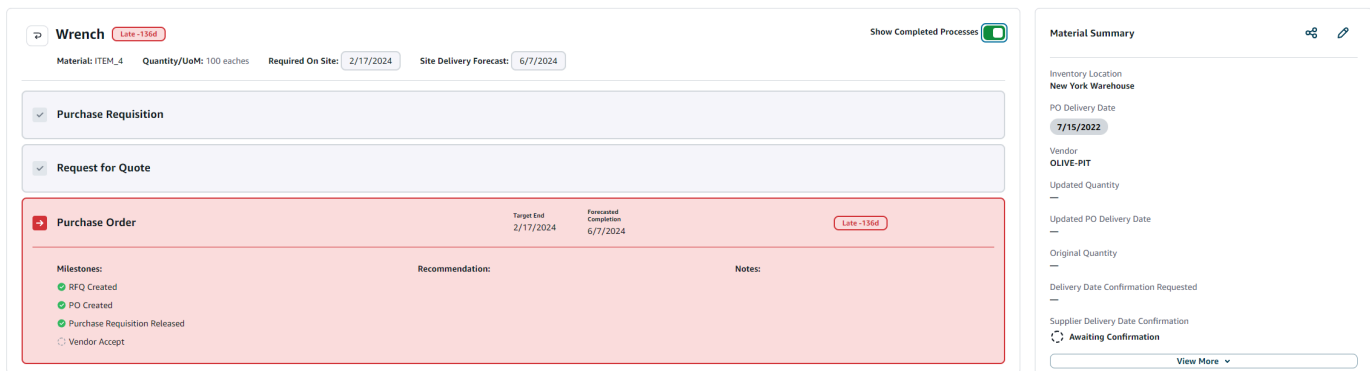 Wrench Late -136d
Show Completed Processes
Material: ITEM_4 Quantity/UoM: 100 eaches Required On Site: 2/17/2024 Site Delivery Forecast: 6/7/2024
Purchase Requisition
Request for Quote
Purchase Order
Target End
2/17/2024
Forecasted
Completion
6/7/2024
Late -136d
Milestones:
RFQ Created
PO Created
Purchase Requisition Released
Vendor Accept
Recommendation:
Notes:
Material Summary
Inventory Location
New York Warehouse
PO Delivery Date
7/15/2022
Vendor
OLIVE-PIT
Updated Quantity
—
Updated PO Delivery Date
—
Original Quantity
—
Delivery Date Confirmation Requested
—
Supplier Delivery Date Confirmation
Awaiting Confirmation
View More